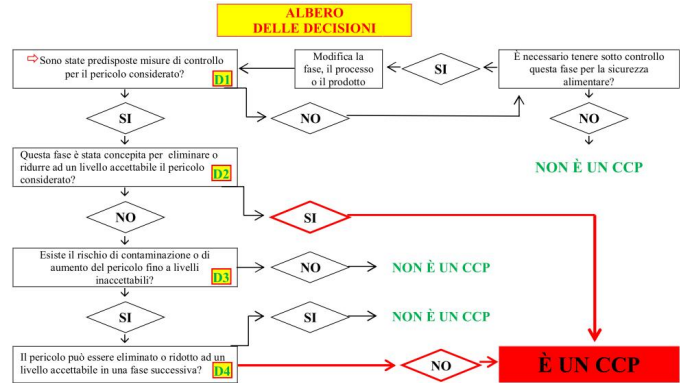 ALBERO
DELLE DECISIONI
⇨Sono state predisposte misure di controllo
per il pericolo considerato?
D1
Modifica la
fase, il processo
o il prodotto
SI
È necessario tenere sotto controllo
questa fase per la sicurezza
alimentare?
SI
NO
NO
NON È UN CCP
Questa fase è stata concepita per eliminare o
ridurre ad un livello accettabile il pericolo
considerato?
D2
NO
SI
Esiste il rischio di contaminazione o di
aumento del pericolo fino a livelli
inaccettabili?
D3
NO
NON È UN CCP
SI
SI
NON È UN CCP
Il pericolo può essere eliminato o ridotto ad un
livello accettabile in una fase successiva?
D4
NO
È UN CCP